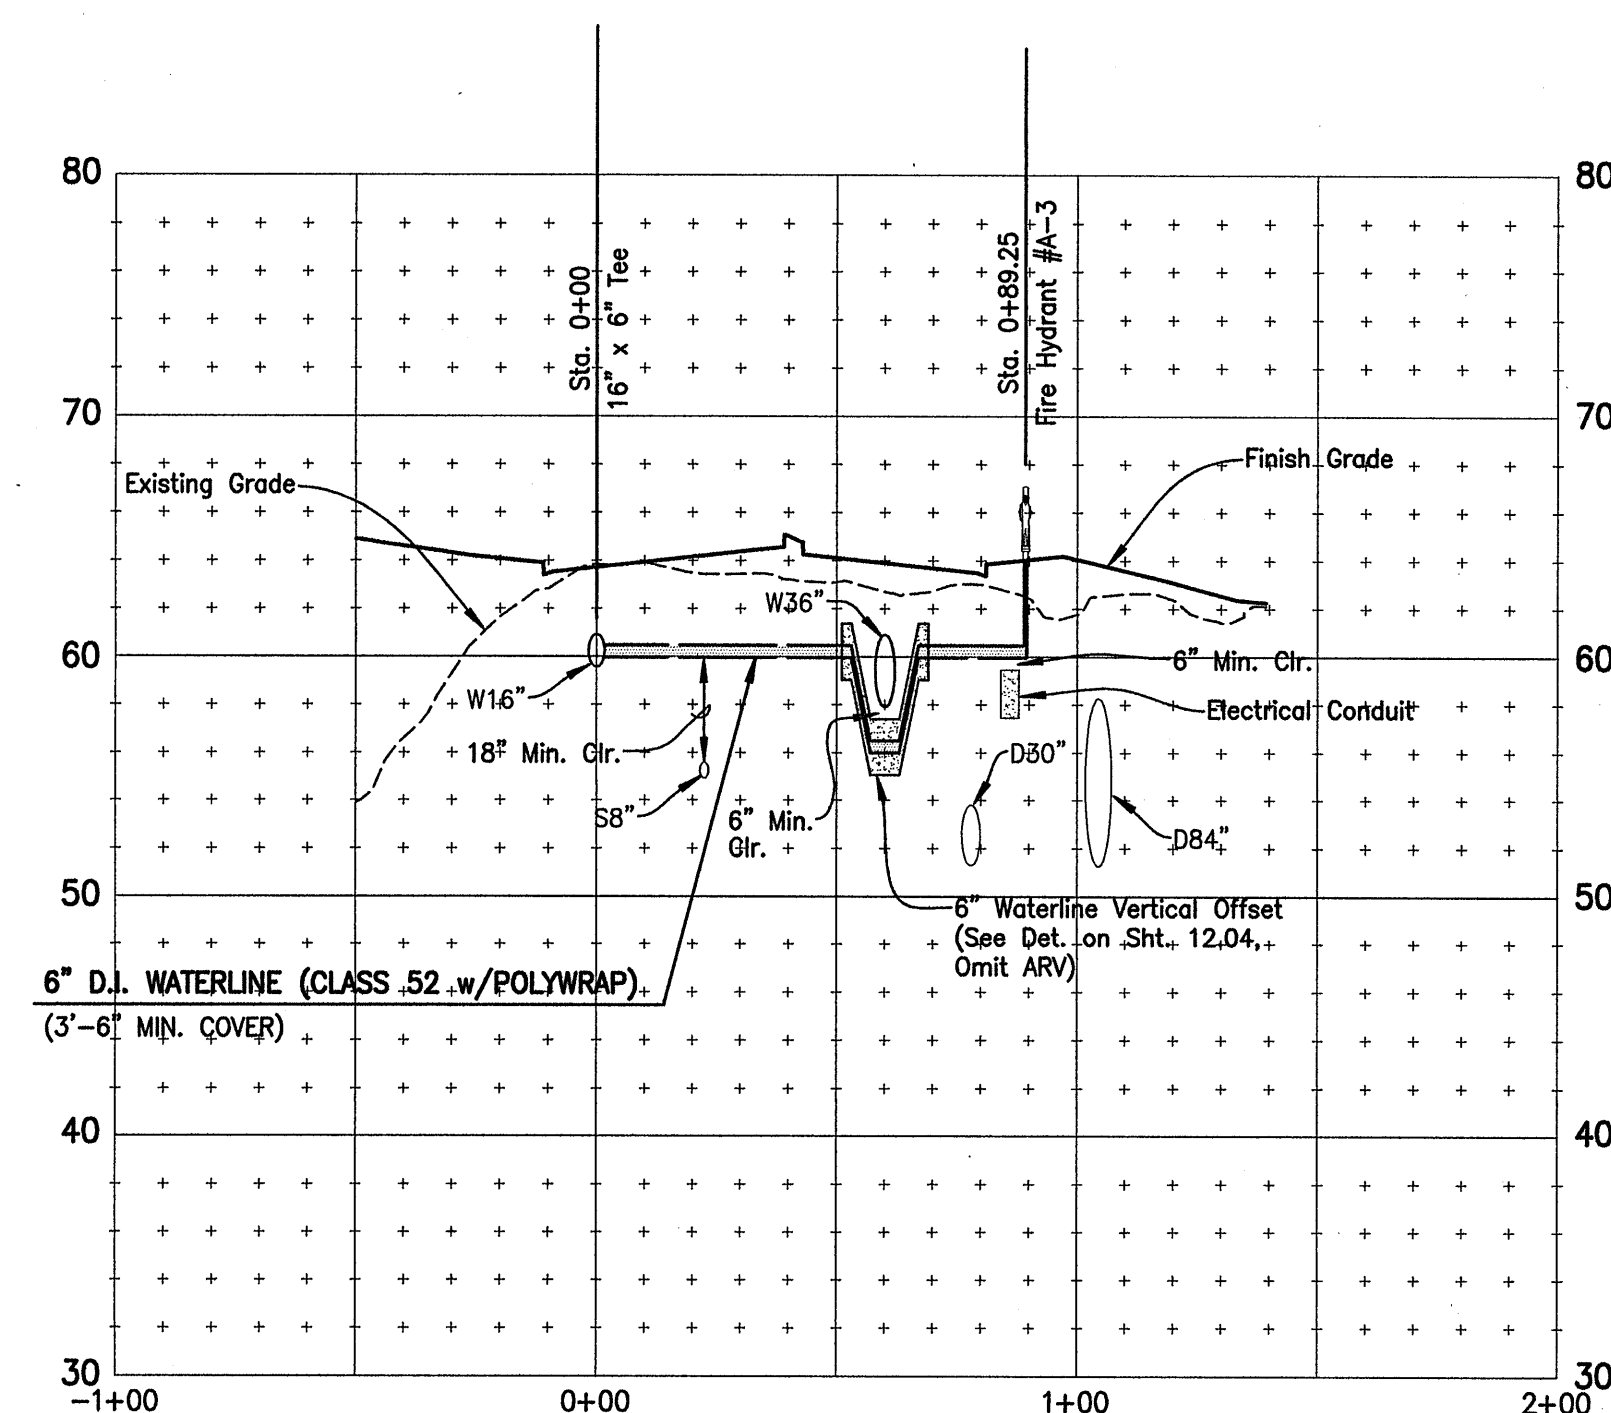 80
80
Sta. 0+00
16" x 6" Tee
Sta. 0+89.25
Fire Hydrant #A-3
70
70
Existing Grade
Finish Grade
W36"
60
60
6" Min. Clr.
W16"
Electrical Conduit
18" Min. Clr.
D30"
S8"
6" Min.
Clr.
D84"
50
50
6" Waterline Vertical Offset
(See Det. on Sht. 12.04,
Omit ARV)
6" D.I. WATERLINE (CLASS 52 w/POLYWRAP)
(3'-6" MIN. COVER)
40
40
30
30
-1+00
0+00
1+00
2+00